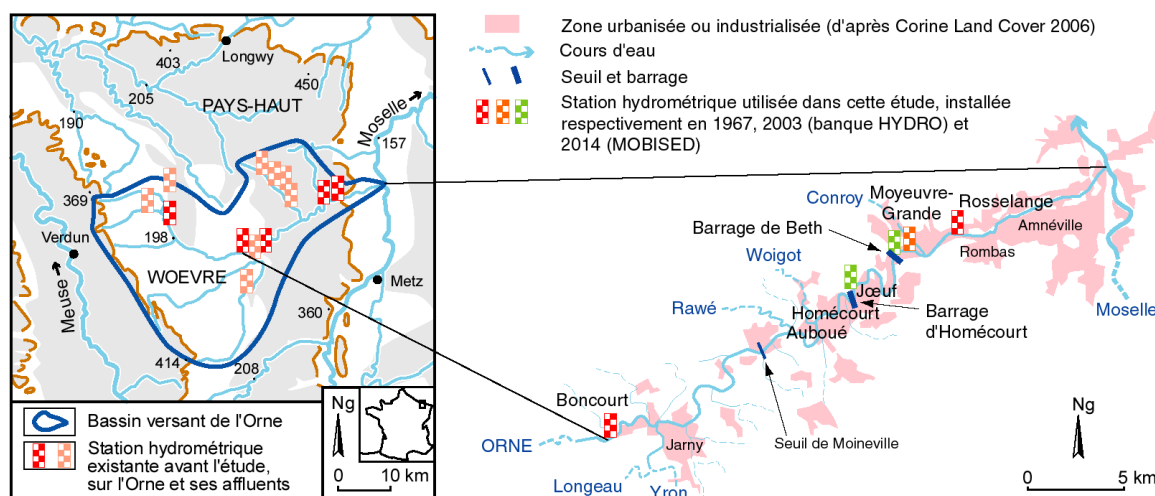 Zone urbanisée ou industrialisée (d'après Corine Land Cover 2006)
Cours d'eau
Seuil et barrage
Station hydrométrique utilisée dans cette étude, installée
respectivement en 1967, 2003 (banque HYDRO) et
2014 (MOBISED)
403
Longwy
450
205
PAYS-HAUT
190
Moselle
157
369
Verdun
198
WOEVRE
Metz
Meuse
360
414
208
Bassin versant de l'Orne
Station hydrométrique
existante avant l'étude,
sur l'Orne et ses affluents
Ng
0
10 km
Conroy
Moyeuvre-
Grande
Rosselange
Barrage de Beth
Amnéville
Rombas
Woigot
Jœuf
Rawé
Homécourt
Auboué
Barrage
d'Homécourt
Moselle
Boncourt
ORNE
Jarny
Seuil de Moineville
Longeau
Yron
Ng
0
5 km